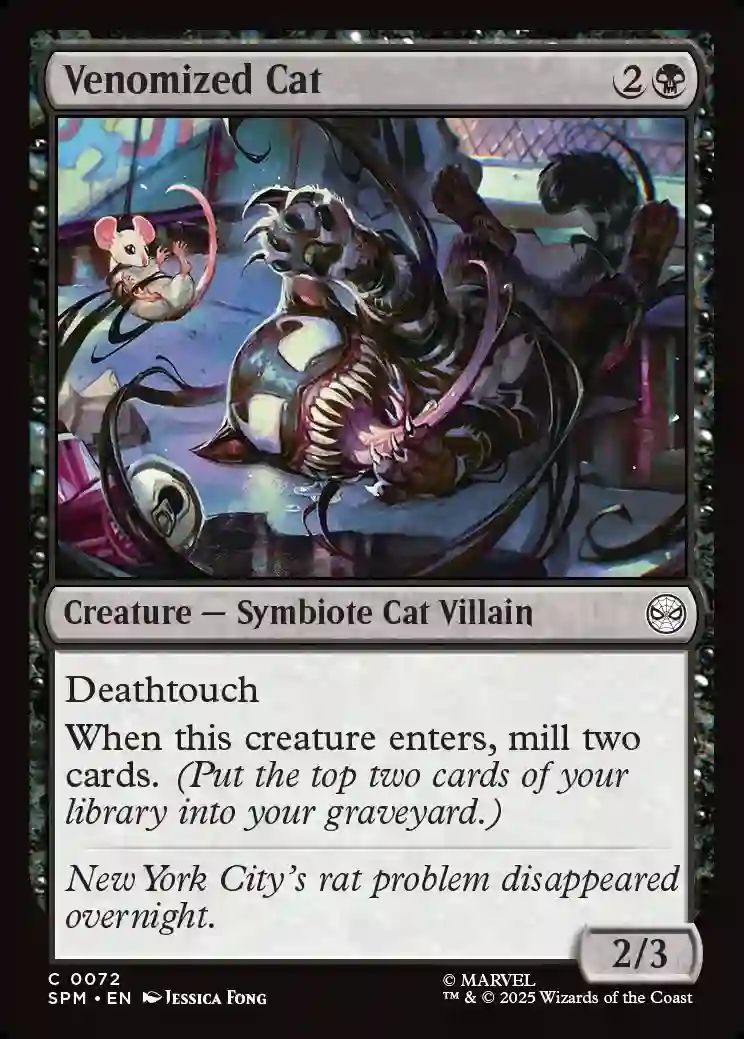 Venomized Cat 2
Creature — Symbiote Cat Villain
Deathtouch
When this creature enters, mill two
cards. (Put the top two cards of your
library into your graveyard.)
New York City's rat problem disappeared
overnight.
2/3
C 0072
SPM • EN Jessica Fong
© MARVEL
™ & © 2025 Wizards of the Coast